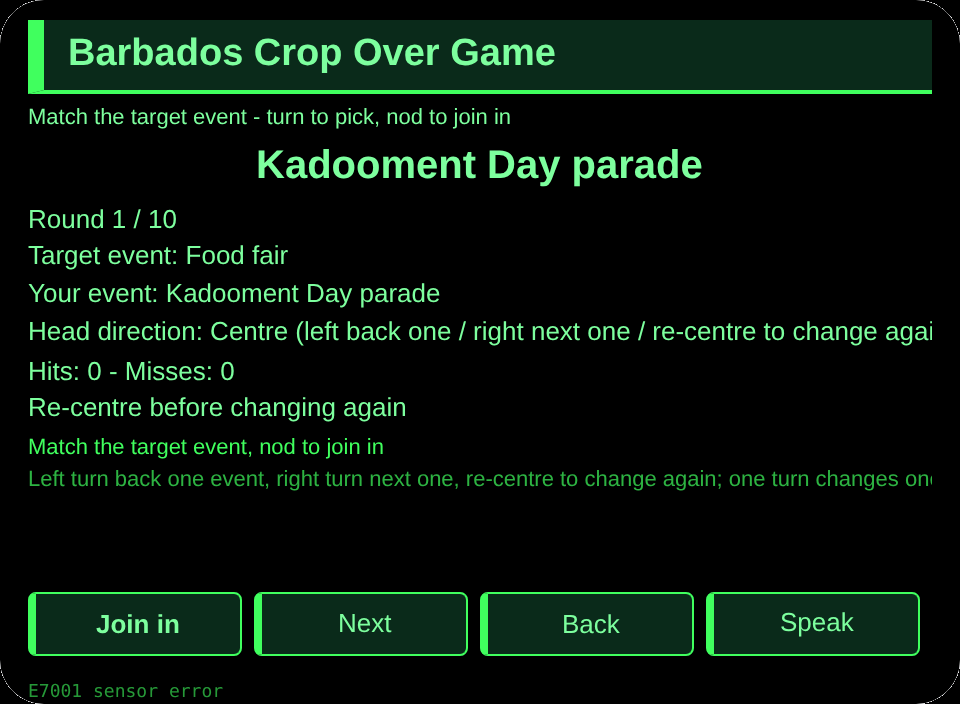 Barbados Crop Over Game
Match the target event - turn to pick, nod to join in
Kadooment Day parade
Round 1 / 10
Target event: Food fair
Your event: Kadooment Day parade
Head direction: Centre (left back one / right next one / re-centre to change agai
Hits: 0 - Misses: 0
Re-centre before changing again
Match the target event, nod to join in
Left turn back one event, right turn next one, re-centre to change again; one turn changes one
Join in
Next
Back
Speak
E7001 sensor error